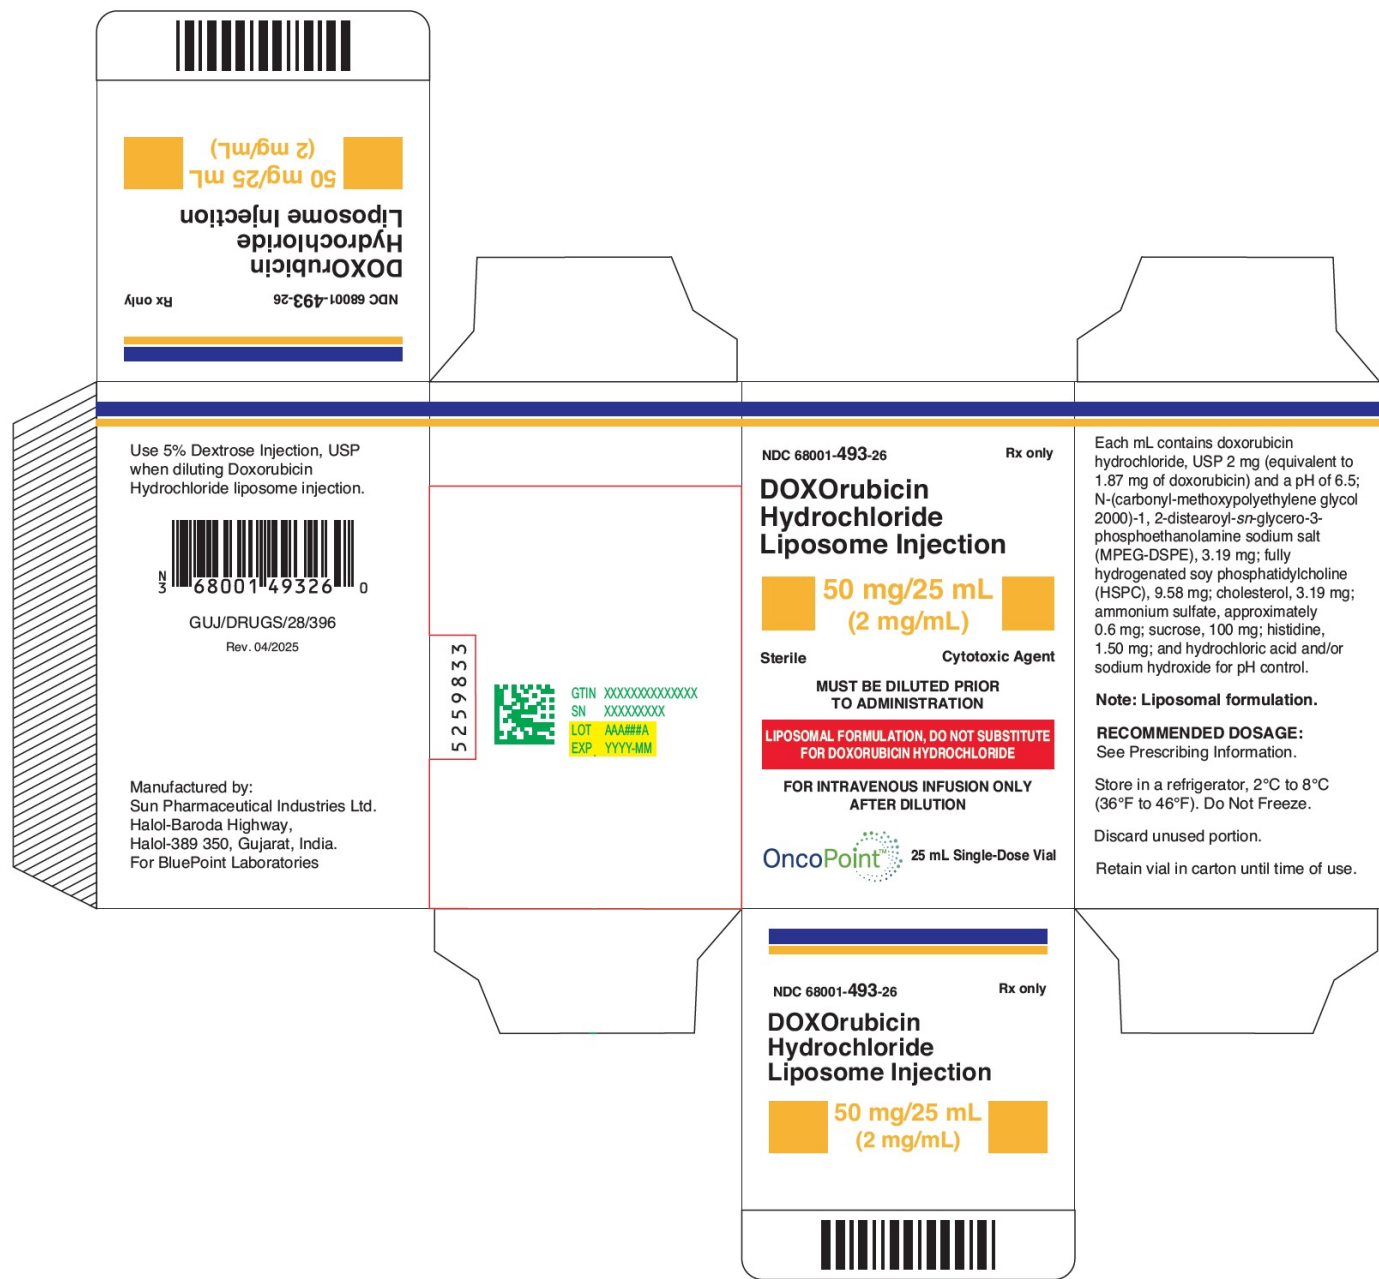 50 mg/25 mL
(2 mg/mL)
DOXOrubicin
Hydrochloride
Liposome Injection
NDC 68001-493-26
Rx only
Use 5% Dextrose Injection, USP
when diluting Doxorubicin
Hydrochloride liposome injection.
N
3 68001 49326 0
GUJ/DRUGS/28/396
Rev. 04/2025
Manufactured by:
Sun Pharmaceutical Industries Ltd.
Halol-Baroda Highway,
Halol-389 350, Gujarat, India.
For BluePoint Laboratories
5259833
GTIN XXXXXXXXXXXXXX
SN XXXXXXXXX
LOT AAA###A
EXP. YYYY-MM
NDC 68001-493-26 Rx only
DOXOrubicin
Hydrochloride
Liposome Injection
50 mg/25 mL
(2 mg/mL)
Sterile Cytotoxic Agent
MUST BE DILUTED PRIOR
TO ADMINISTRATION
LIPOSOMAL FORMULATION, DO NOT SUBSTITUTE
FOR DOXORUBICIN HYDROCHLORIDE
FOR INTRAVENOUS INFUSION ONLY
AFTER DILUTION
OncoPoint™ 25 mL Single-Dose Vial
Each mL contains doxorubicin
hydrochloride, USP 2 mg (equivalent to
1.87 mg of doxorubicin) and a pH of 6.5;
N-(carbonyl-methoxypolyethylene glycol
2000)-1, 2-distearoyl-sn-glycero-3-
phosphoethanolamine sodium salt
(MPEG-DSPE), 3.19 mg; fully
hydrogenated soy phosphatidylcholine
(HSPC), 9.58 mg; cholesterol, 3.19 mg;
ammonium sulfate, approximately
0.6 mg; sucrose, 100 mg; histidine,
1.50 mg; and hydrochloric acid and/or
sodium hydroxide for pH control.
Note: Liposomal formulation.
RECOMMENDED DOSAGE:
See Prescribing Information.
Store in a refrigerator, 2°C to 8°C
(36°F to 46°F). Do Not Freeze.
Discard unused portion.
Retain vial in carton until time of use.
NDC 68001-493-26 Rx only
DOXOrubicin
Hydrochloride
Liposome Injection
50 mg/25 mL
(2 mg/mL)